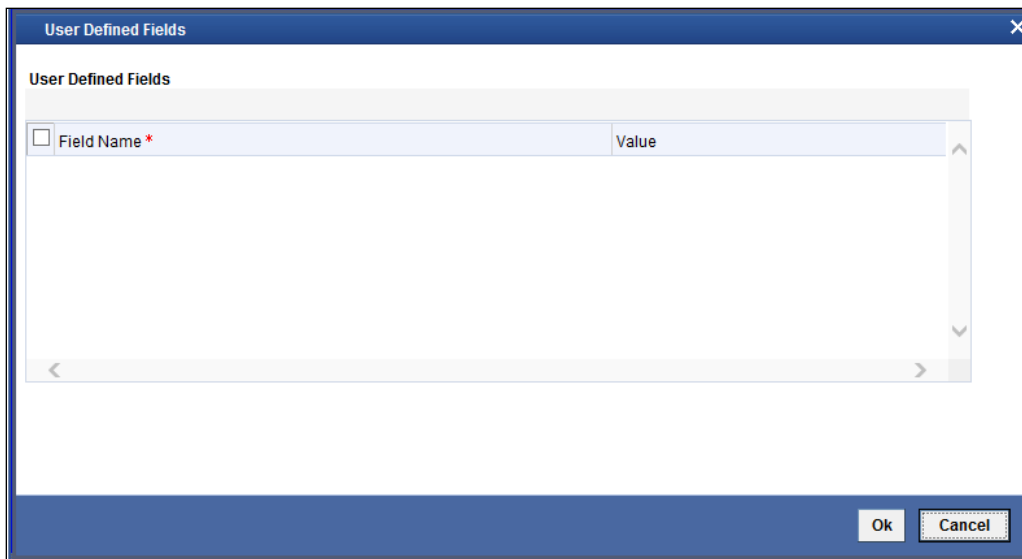 User Defined Fields
User Defined Fields
Field Name * Value
Ok Cancel